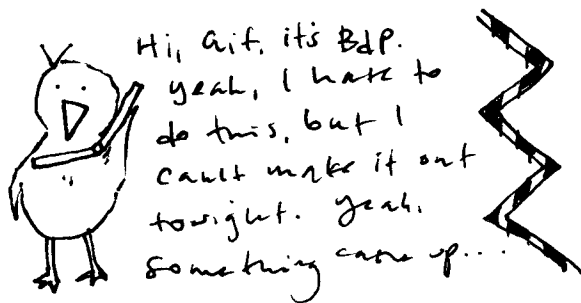 Hi, Gif, it's BdP.
yeah, I hate to
do this, but I
can't make it out
tonight. yeah,
something came up...